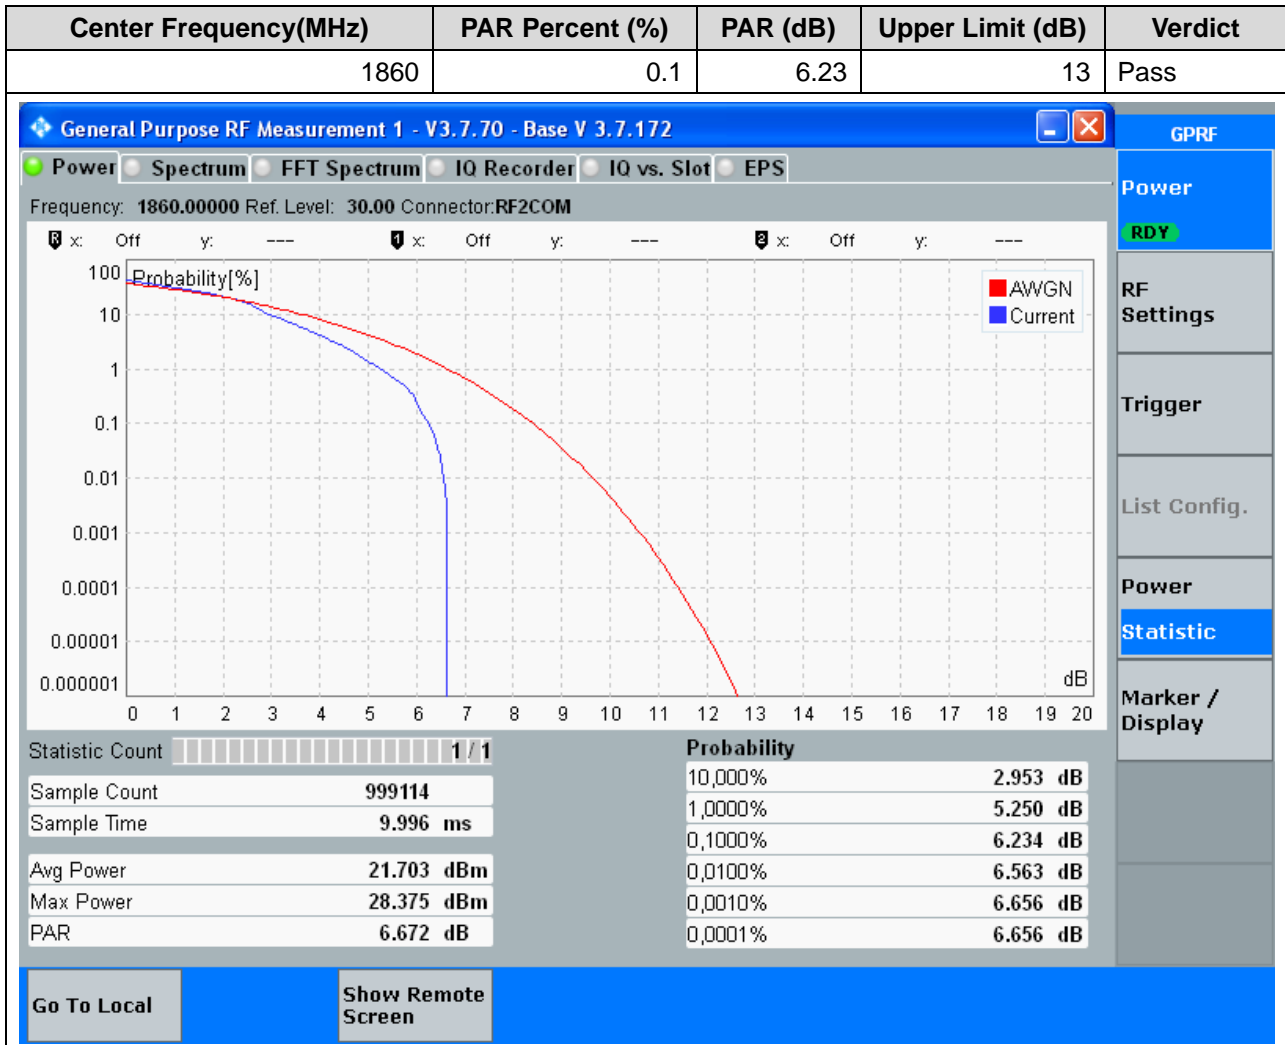 Center Frequency(MHz) PAR Percent (%) PAR (dB) Upper Limit (dB) Verdict
1860 0.1 6.23 13 Pass
General Purpose RF Measurement 1 - V3.7.70 - Base V 3.7.172
GPRF
Power Spectrum FFT Spectrum IQ Recorder IQ vs. Slot EPS
Power
RDY
Frequency: 1860.00000 Ref. Level: 30.00 Connector:RF2COM
R x: Off y: --- 1 x: Off y: --- 2 x: Off y: ---
Probability[%]
AWGN
Current
100
10
1
0.1
0.01
0.001
0.0001
0.00001
0.000001
dB
0 1 2 3 4 5 6 7 8 9 10 11 12 13 14 15 16 17 18 19 20
RF
Settings
Trigger
List Config.
Power
Statistic
Marker /
Display
Statistic Count 1 / 1
Sample Count 999114
Sample Time 9.996 ms
Avg Power 21.703 dBm
Max Power 28.375 dBm
PAR 6.672 dB
Probability
10,000% 2.953 dB
1,0000% 5.250 dB
0,1000% 6.234 dB
0,0100% 6.563 dB
0,0010% 6.656 dB
0,0001% 6.656 dB
Go To Local
Show Remote
Screen